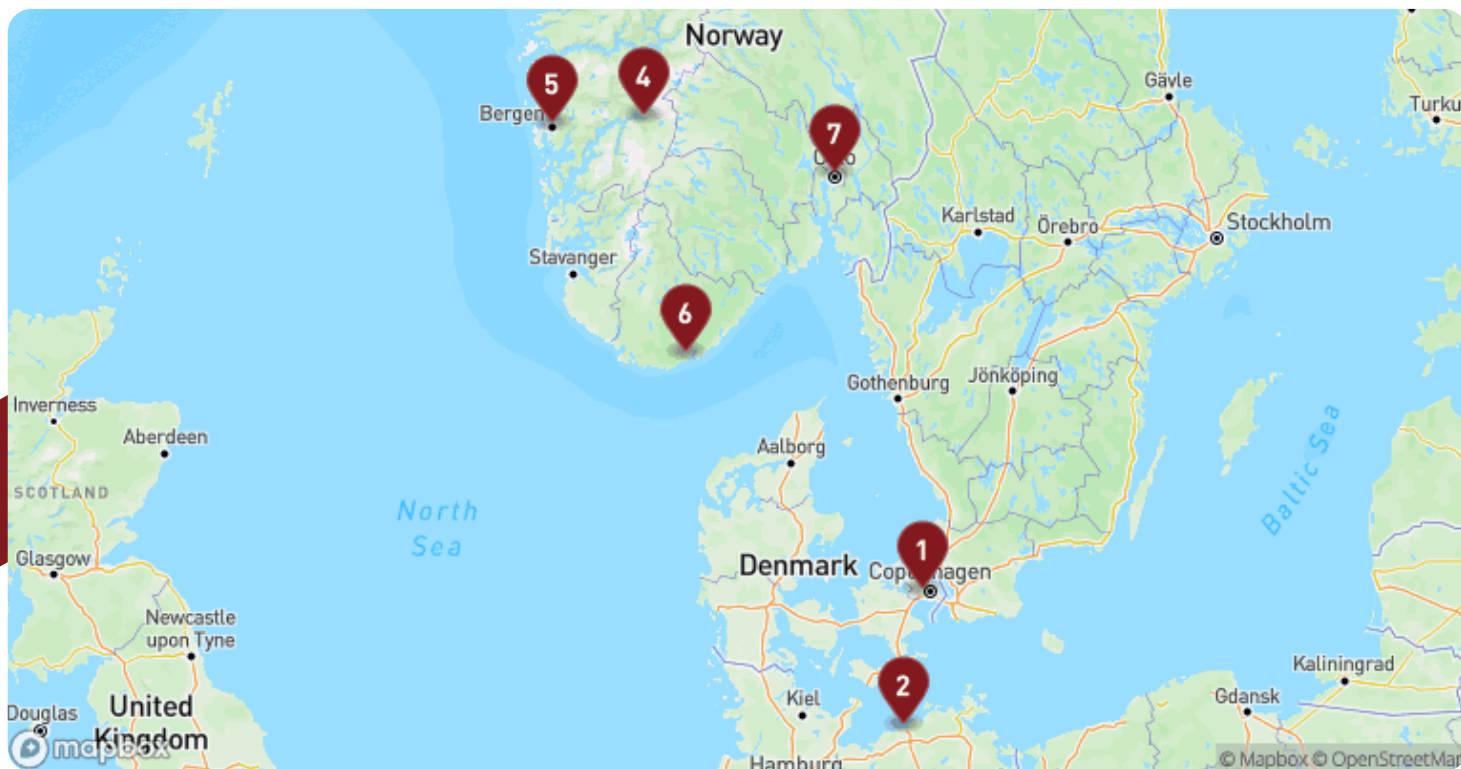 Norway
5
4
Bergen
7
Gävle
Turku
Karlstad
Örebro
Stockholm
Stavanger
6
Gothenburg
Jönköping
Inverness
Aberdeen
SCOTLAND
Aalborg
North
Sea
Baltic Sea
Glasgow
Denmark
1
Copenhagen
Newcastle
upon Tyne
2
Kaliningrad
Kiel
Gdansk
Douglas
United
Kingdom
mapbox
Hamburg
© Mapbox © OpenStreetMap